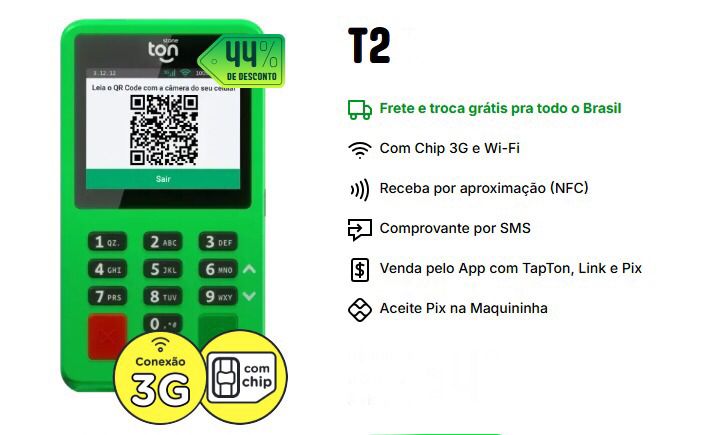 stone
ton
44%
DE DESCONTO
3.12.12
3G
100%
Leia o QR Code com a câmera do seu celular
Sair
1 QZ.
2 ABC
3 DEF
4 GHI
5 JKL
6 MNO
7 PRS
8 TUV
9 WXY
0
Conexão
3G
com
chip
T2
Frete e troca grátis pra todo o Brasil
Com Chip 3G e Wi-Fi
Receba por aproximação (NFC)
Comprovante por SMS
Venda pelo App com TapTon, Link e Pix
Aceite Pix na Maquininha